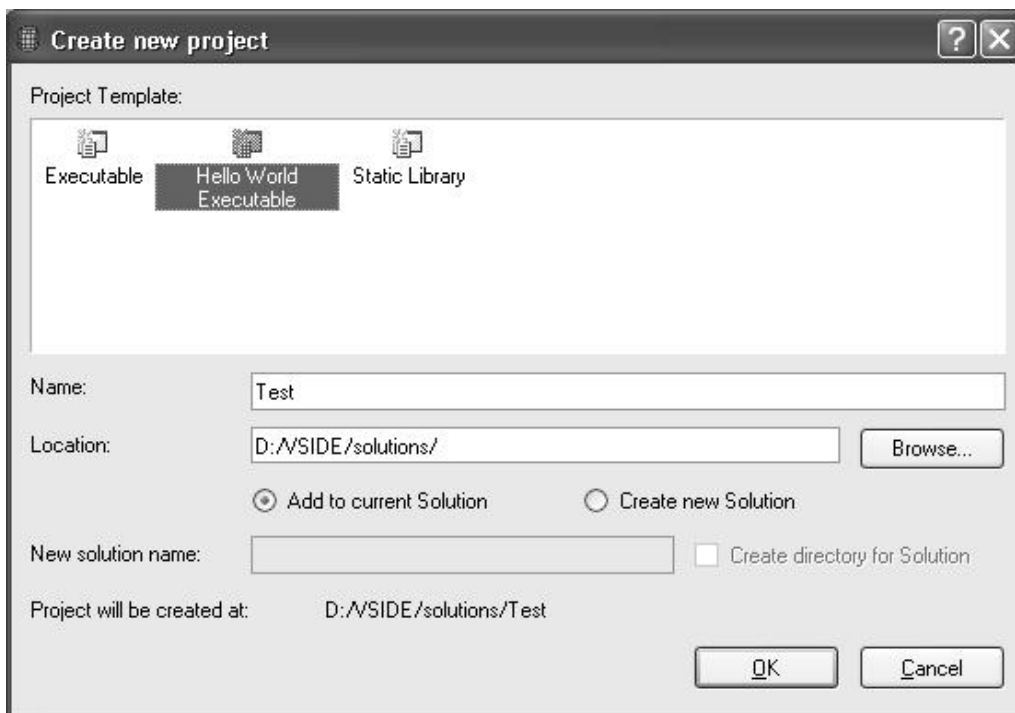 Create new project
Project Template:
Executable
Hello World
Executable
Static Library
Name:
Test
Location:
D:/VSIDE/solutions/
Browse...
Add to current Solution
Create new Solution
New solution name:
Create directory for Solution
Project will be created at:
D:/VSIDE/solutions/Test
OK
Cancel